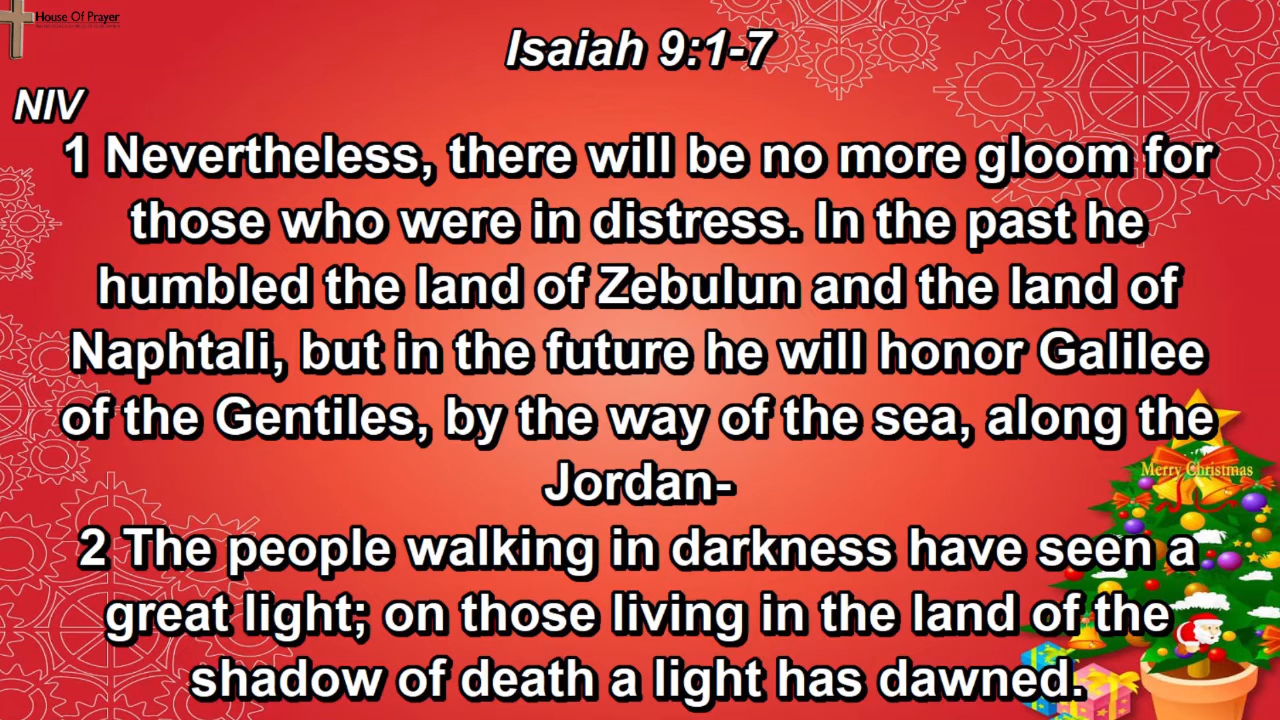 House Of Prayer
Isaiah 9:1-7
NIV
1 Nevertheless, there will be no more gloom for
those who were in distress. In the past he
humbled the land of Zebulun and the land of
Naphtali, but in the future he will honor Galilee
of the Gentiles, by the way of the sea, along the
Jordan-
2 The people walking in darkness have seen a
great light; on those living in the land of the
shadow of death a light has dawned.
Merry Christmas